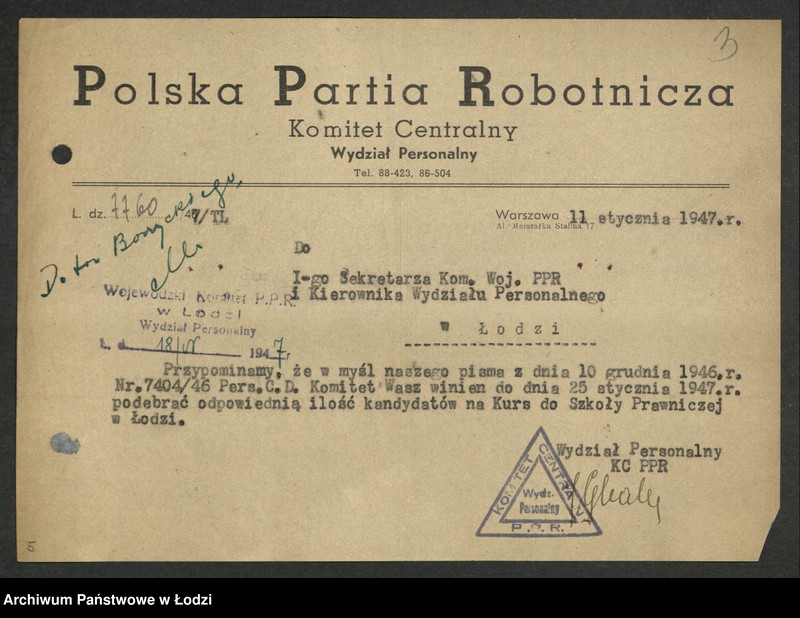 3
Polska Partia Robotnicza
Komitet Centralny
Wydział Personalny
Tel. 88-423, 86-504
L. dz. 7760 47/TL
Warszawa 11 stycznia 1947.r.
Al. Marszałka Stalina 17
Do tow.
Do
I-go Sekretarza Kom. Woj. PPR
i Kierownika Wydziału Personalnego
w Łodzi
Wojewódzki Komitet P.P.R.
w Łodzi
Wydział Personalny
L. d. 18/ 1947 r
Przypominamy, że w myśl naszego pisma z dnia 10 grudnia 1946.r.
Nr.7404/46 Pers.C.D. Komitet Wasz winien do dnia 25 stycznia 1947.r.
podebrać odpowiednią ilość kandydatów na Kurs do Szkoły Prawniczej
w Łodzi.
Wydział Personalny
KC PPR
KOMITET CENTRALNY
Wydz.
Personalny
P.P.R.
5
Archiwum Państwowe w Łodzi